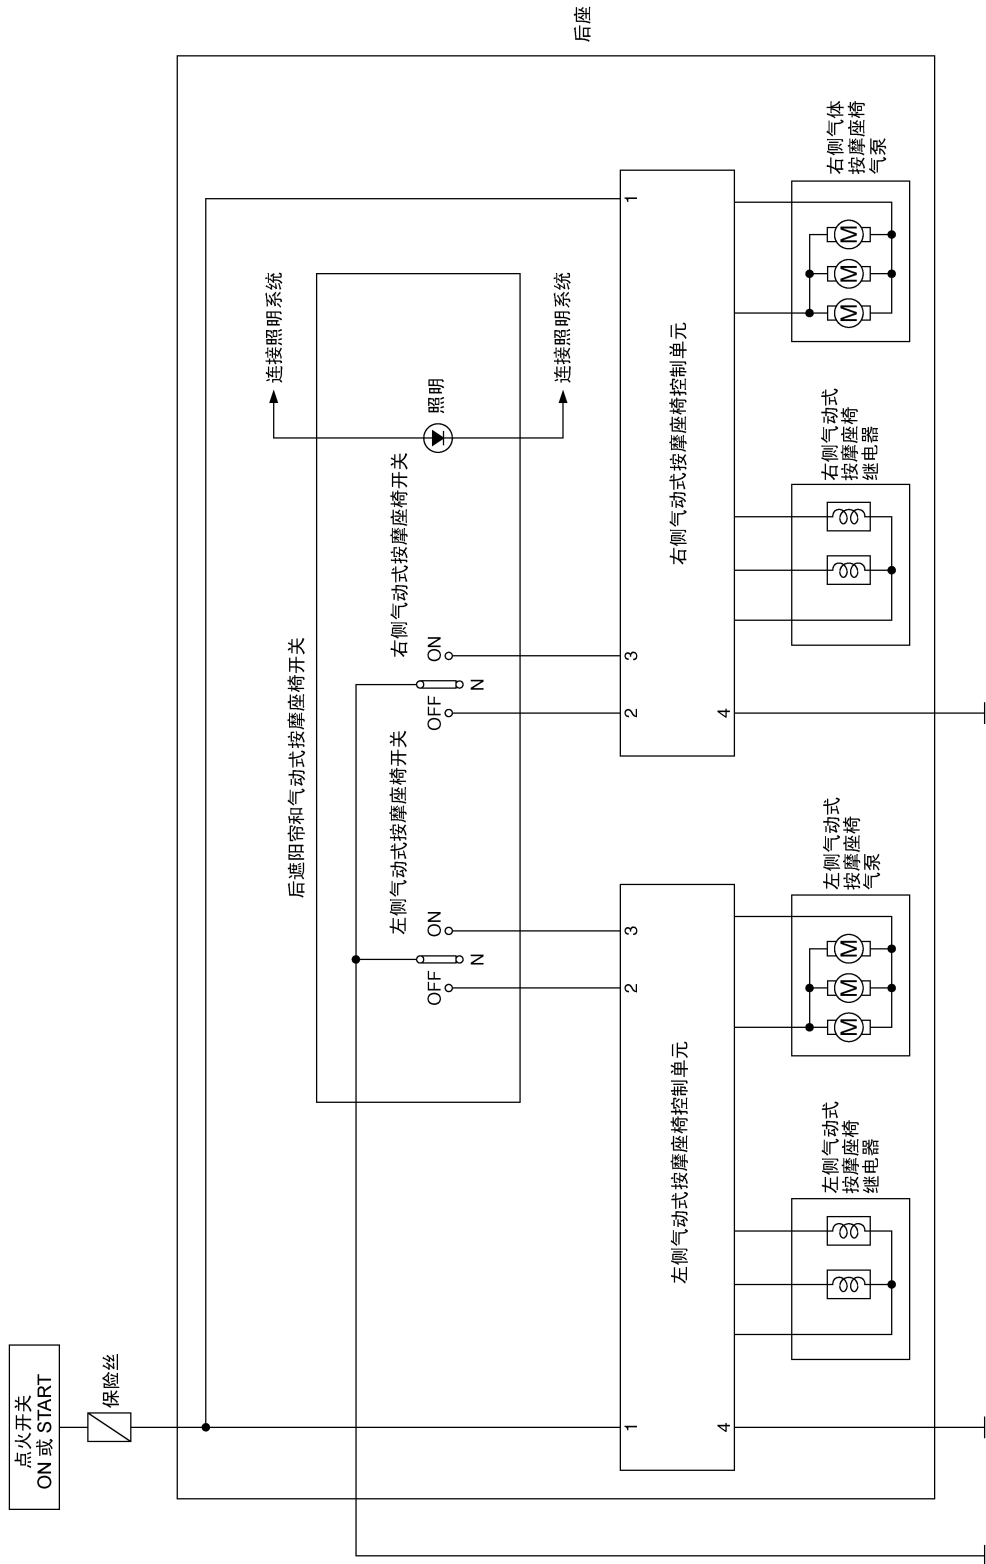 点火开关
ON 或 START
保险丝
后座
后遮阳帘和气动式按摩座椅开关
连接照明系统
照明
连接照明系统
左侧气动式按摩座椅开关
OFF
N
ON
右侧气动式按摩座椅开关
OFF
N
ON
1
2
3
左侧气动式按摩座椅控制单元
4
2
3
1
右侧气动式按摩座椅控制单元
4
左侧气动式
按摩座椅
继电器
左侧气动式
按摩座椅
气泵
M
M
M
右侧气动式
按摩座椅
继电器
右侧气体
按摩座椅
气泵
M
M
M